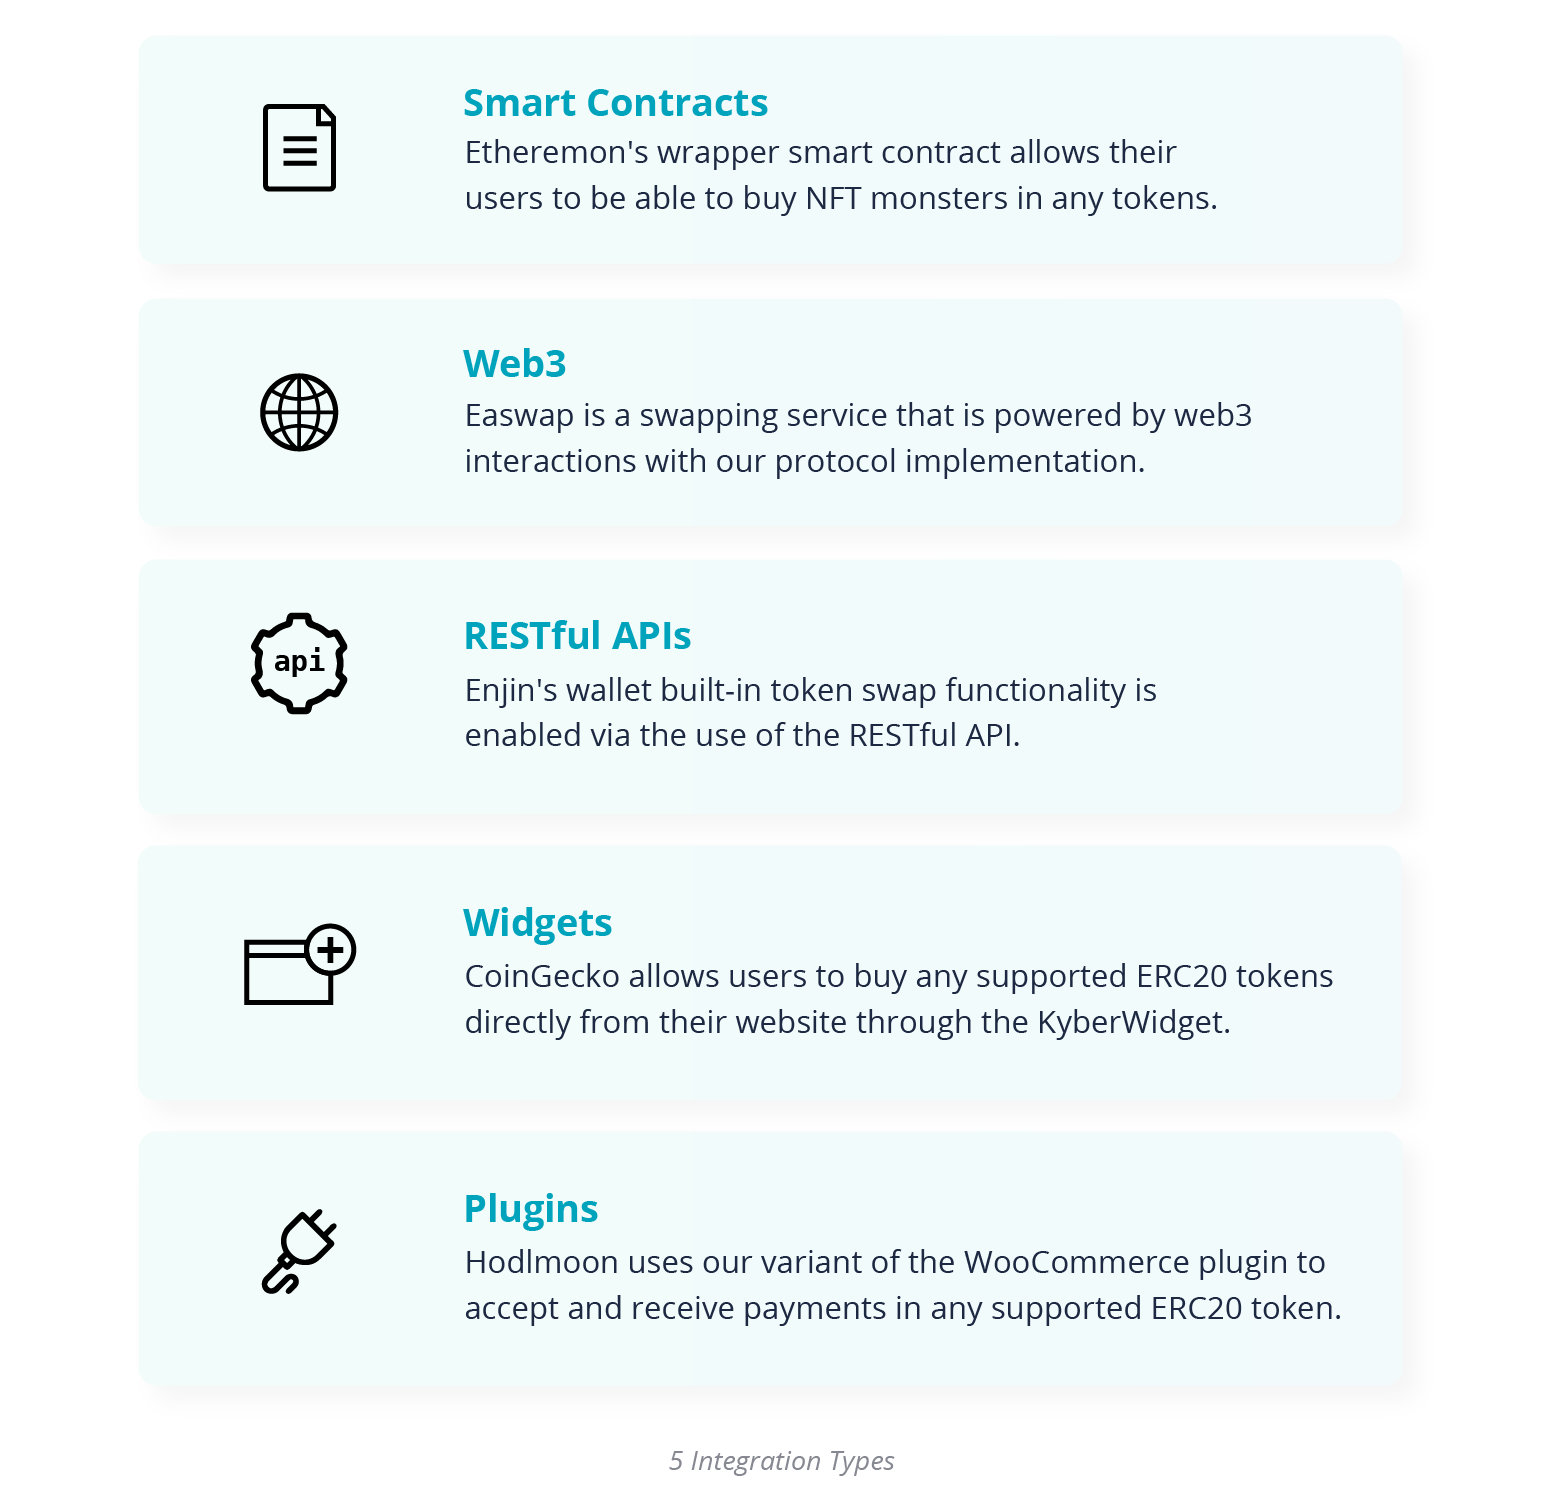 Smart Contracts
Etheremon's wrapper smart contract allows their
users to be able to buy NFT monsters in any tokens.
Web3
Easwap is a swapping service that is powered by web3
interactions with our protocol implementation.
api
RESTful APIs
Enjin's wallet built-in token swap functionality is
enabled via the use of the RESTful API.
Widgets
CoinGecko allows users to buy any supported ERC20 tokens
directly from their website through the KyberWidget.
Plugins
Hodlmoon uses our variant of the WooCommerce plugin to
accept and receive payments in any supported ERC20 token.
5 Integration Types